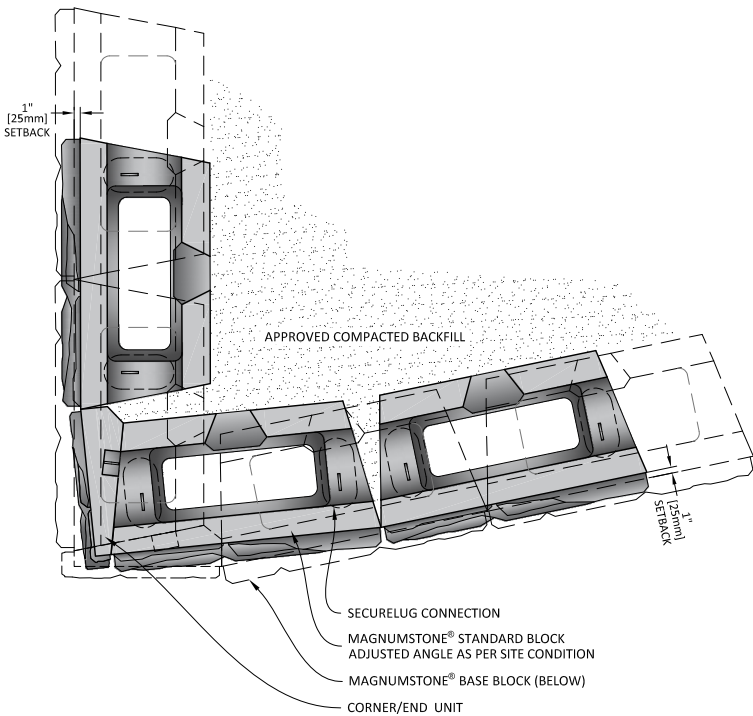 1"
[25mm]
SETBACK
APPROVED COMPACTED BACKFILL
1"
[25mm]
SETBACK
SECURELUG CONNECTION
MAGNUMSTONE® STANDARD BLOCK
ADJUSTED ANGLE AS PER SITE CONDITION
MAGNUMSTONE® BASE BLOCK (BELOW)
CORNER/END UNIT